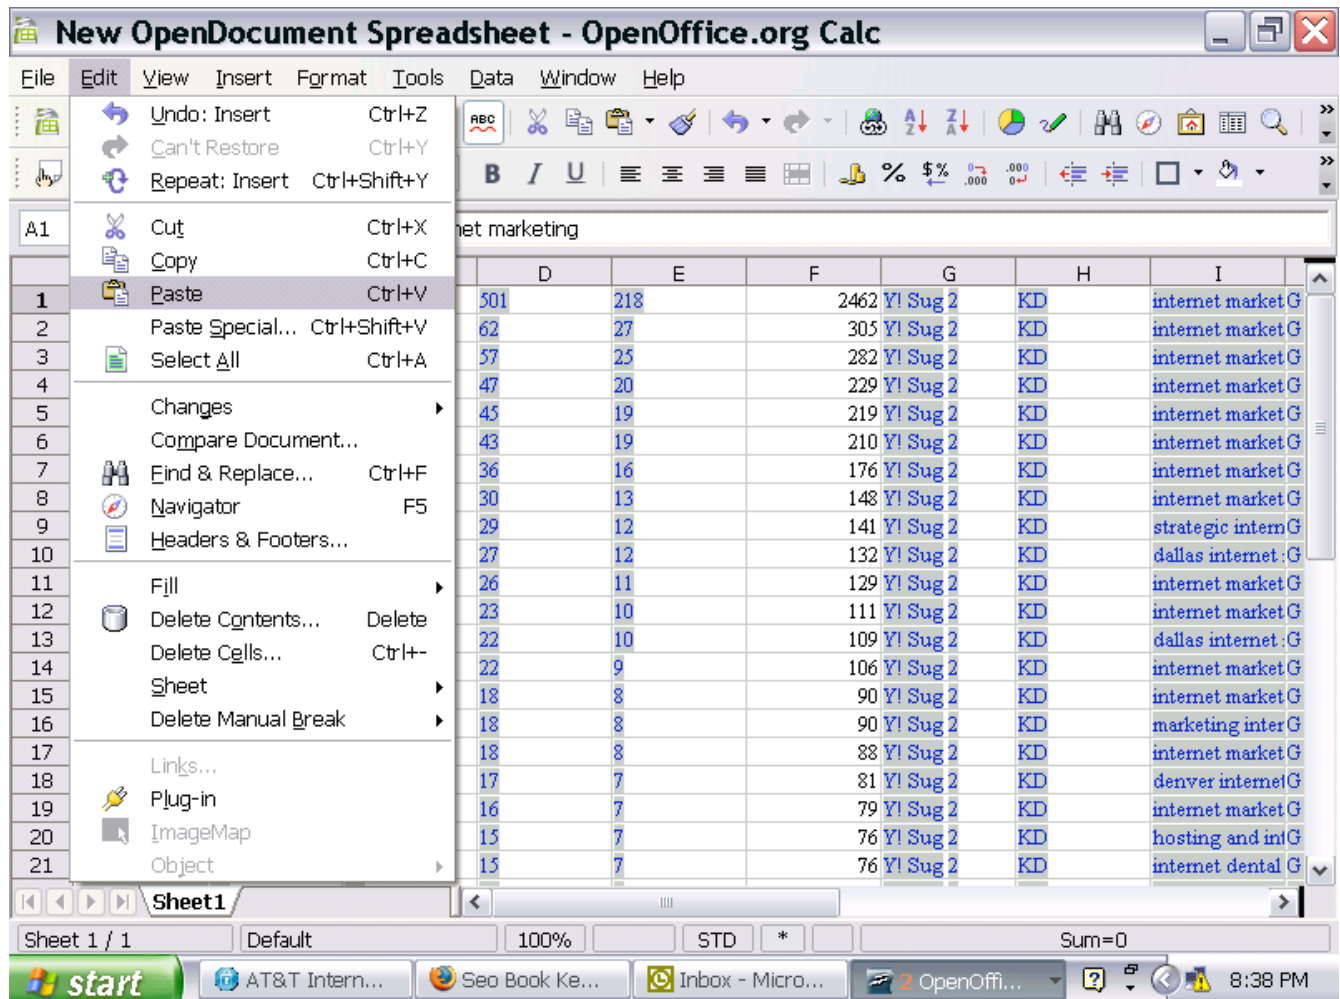 New OpenDocument Spreadsheet - OpenOffice.org Calc
File Edit View Insert Format Tools Data Window Help
Undo: Insert Ctrl+Z
Can't Restore Ctrl+Y
Repeat: Insert Ctrl+Shift+Y
Cut Ctrl+X
Copy Ctrl+C
Paste Ctrl+V
Paste Special... Ctrl+Shift+V
Select All Ctrl+A
Changes
Compare Document...
Find & Replace... Ctrl+F
Navigator F5
Headers & Footers...
Fill
Delete Contents... Delete
Delete Cells... Ctrl+-
Sheet
Delete Manual Break
Links...
Plug-in
ImageMap
Object
ABC
B I U % $% .000 .000
A1 net marketing
D E F G H I
1 501 218 2462 Y! Sug 2 KD internet market G
2 62 27 305 Y! Sug 2 KD internet market G
3 57 25 282 Y! Sug 2 KD internet market G
4 47 20 229 Y! Sug 2 KD internet market G
5 45 19 219 Y! Sug 2 KD internet market G
6 43 19 210 Y! Sug 2 KD internet market G
7 36 16 176 Y! Sug 2 KD internet market G
8 30 13 148 Y! Sug 2 KD internet market G
9 29 12 141 Y! Sug 2 KD strategic intern G
10 27 12 132 Y! Sug 2 KD dallas internet : G
11 26 11 129 Y! Sug 2 KD internet market G
12 23 10 111 Y! Sug 2 KD internet market G
13 22 10 109 Y! Sug 2 KD dallas internet : G
14 22 9 106 Y! Sug 2 KD internet market G
15 18 8 90 Y! Sug 2 KD internet market G
16 18 8 90 Y! Sug 2 KD marketing inter G
17 18 8 88 Y! Sug 2 KD internet market G
18 17 7 81 Y! Sug 2 KD denver internet G
19 16 7 79 Y! Sug 2 KD internet market G
20 15 7 76 Y! Sug 2 KD hosting and int G
21 15 7 76 Y! Sug 2 KD internet dental G
Sheet1
Sheet 1 / 1 Default 100% STD * Sum=0
start AT&T Intern... Seo Book Ke... Inbox - Micro... 2 OpenOffi... 8:38 PM